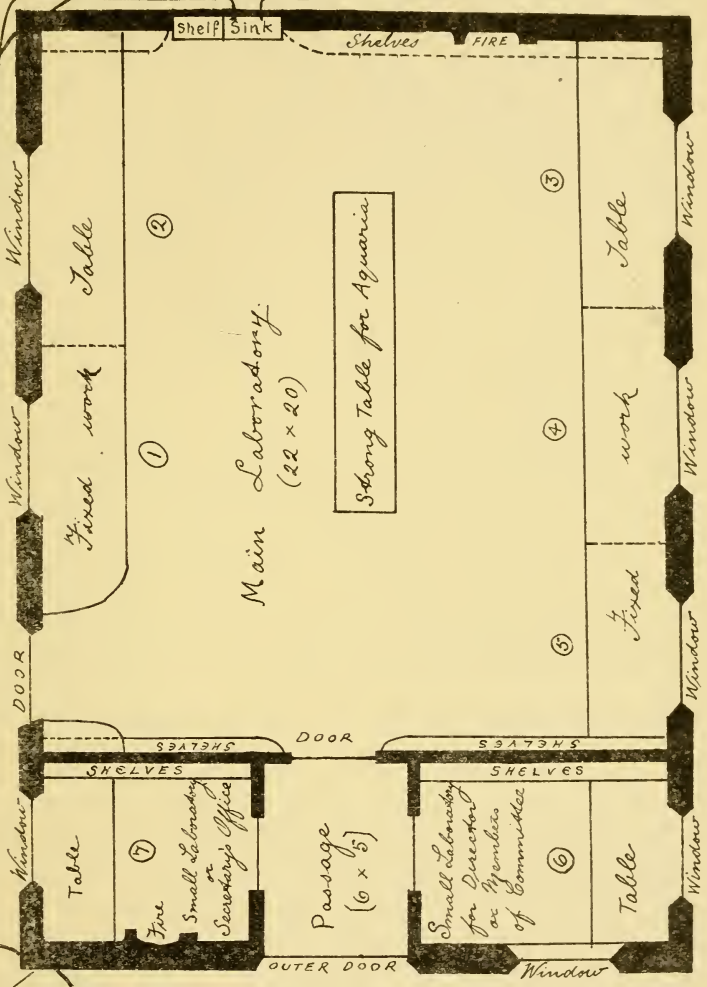 Shelf Sink
Shelves
FIRE
Window
Window
DOOR
Window
Table
Fixed work
②
①
Main Laboratory.
(22 × 20)
Strong Table for Aquaria
③
④
⑤
Table
work
Fixed
Window
Window
Window
Window
SHELVES
DOOR
SHELVES
SHELVES
SHELVES
Table
⑦
Fire
Small Laboratory
or
Secretary's Office
Passage
(6 × 5)
Small Laboratory
for Director
or Members
of Committee
⑥
Table
OUTER DOOR
Window